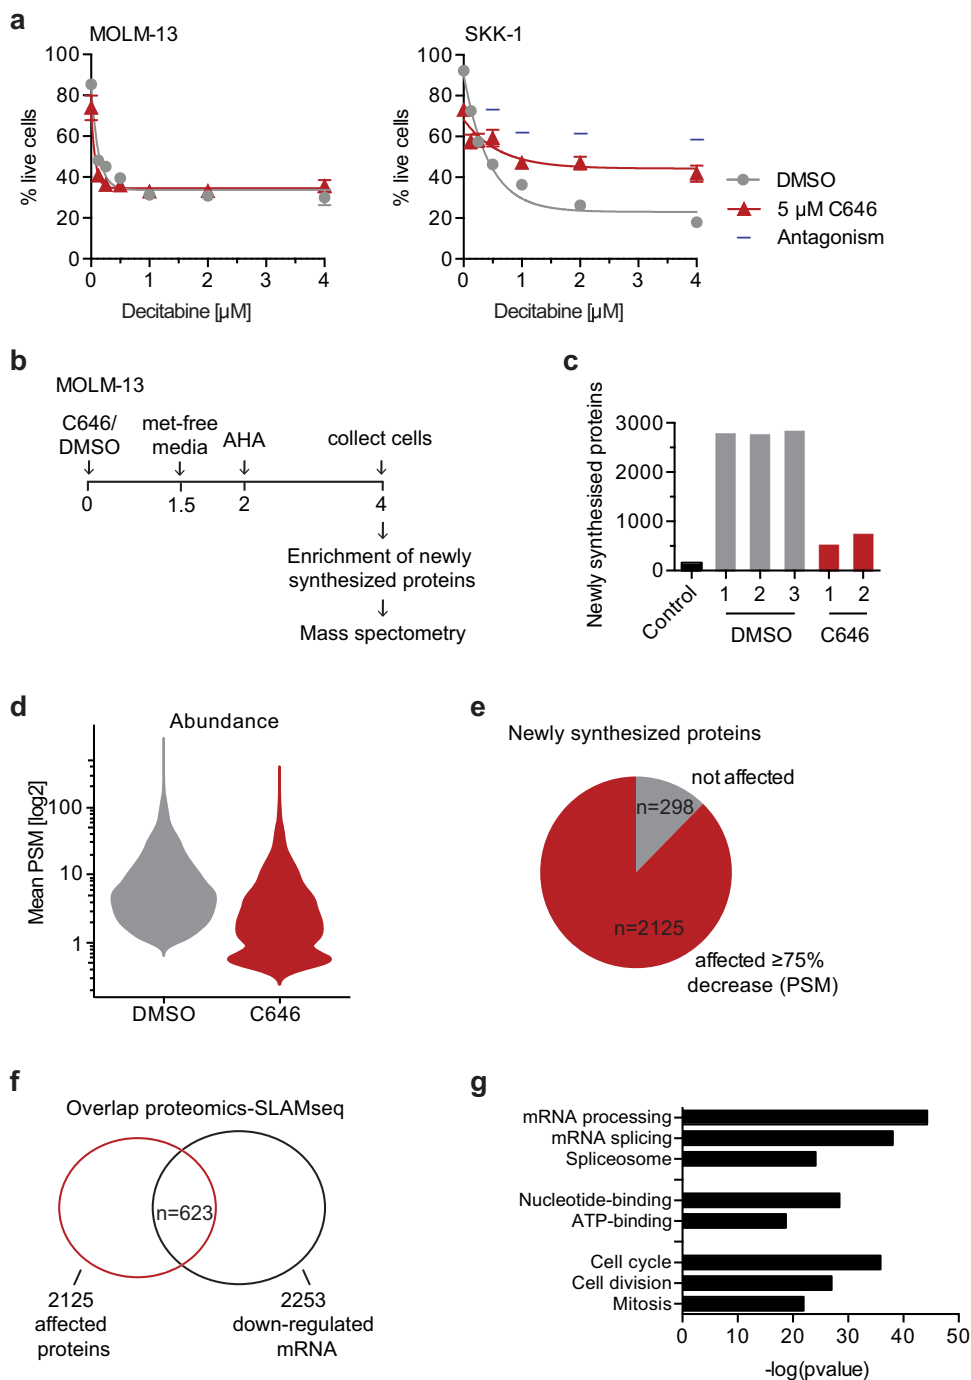 a
MOLM-13
% live cells
100
80
60
40
20
0
0 1 2 3 4
Decitabine [µM]
SKK-1
% live cells
100
80
60
40
20
0
0 1 2 3 4
Decitabine [µM]
DMSO
5 µM C646
Antagonism
b
MOLM-13
C646/
DMSO
met-free
media
AHA
collect cells
0 1.5 2 4
Enrichment of newly
synthesized proteins
Mass spectometry
c
Newly synthesised proteins
3000
2000
1000
0
Control 1 2 3 1 2
DMSO C646
d
Abundance
Mean PSM [log2]
100
10
1
DMSO C646
e
Newly synthesized proteins
not affected
n=298
n=2125
affected ≥75%
decrease (PSM)
f
Overlap proteomics-SLAMseq
n=623
2125
affected
proteins
2253
down-regulated
mRNA
g
mRNA processing
mRNA splicing
Spliceosome
Nucleotide-binding
ATP-binding
Cell cycle
Cell division
Mitosis
0 10 20 30 40 50
-log(pvalue)